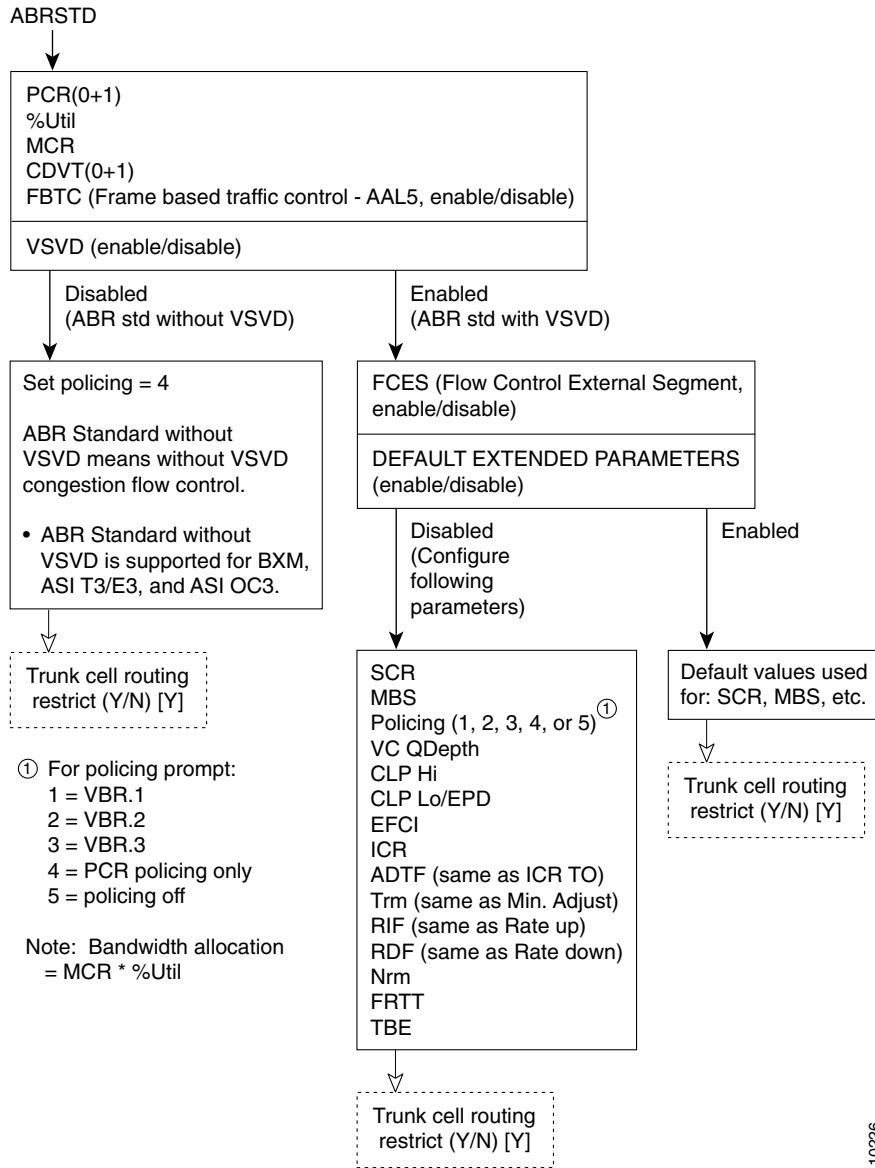 ABRSTD
PCR(0+1)
%Util
MCR
CDVT(0+1)
FBTC (Frame based traffic control - AAL5, enable/disable)
VSVD (enable/disable)
Disabled
(ABR std without VSVD)
Enabled
(ABR std with VSVD)
Set policing = 4
ABR Standard without
VSVD means without VSVD
congestion flow control.
• ABR Standard without
VSVD is supported for BXM,
ASI T3/E3, and ASI OC3.
Trunk cell routing
restrict (Y/N) [Y]
FCES (Flow Control External Segment,
enable/disable)
DEFAULT EXTENDED PARAMETERS
(enable/disable)
Disabled
(Configure
following
parameters)
Enabled
SCR
MBS
Policing (1, 2, 3, 4, or 5) ①
VC QDepth
CLP Hi
CLP Lo/EPD
EFCI
ICR
ADTF (same as ICR TO)
Trm (same as Min. Adjust)
RIF (same as Rate up)
RDF (same as Rate down)
Nrm
FRTT
TBE
Trunk cell routing
restrict (Y/N) [Y]
Default values used
for: SCR, MBS, etc.
Trunk cell routing
restrict (Y/N) [Y]
① For policing prompt:
1 = VBR.1
2 = VBR.2
3 = VBR.3
4 = PCR policing only
5 = policing off
Note: Bandwidth allocation
= MCR * %Util